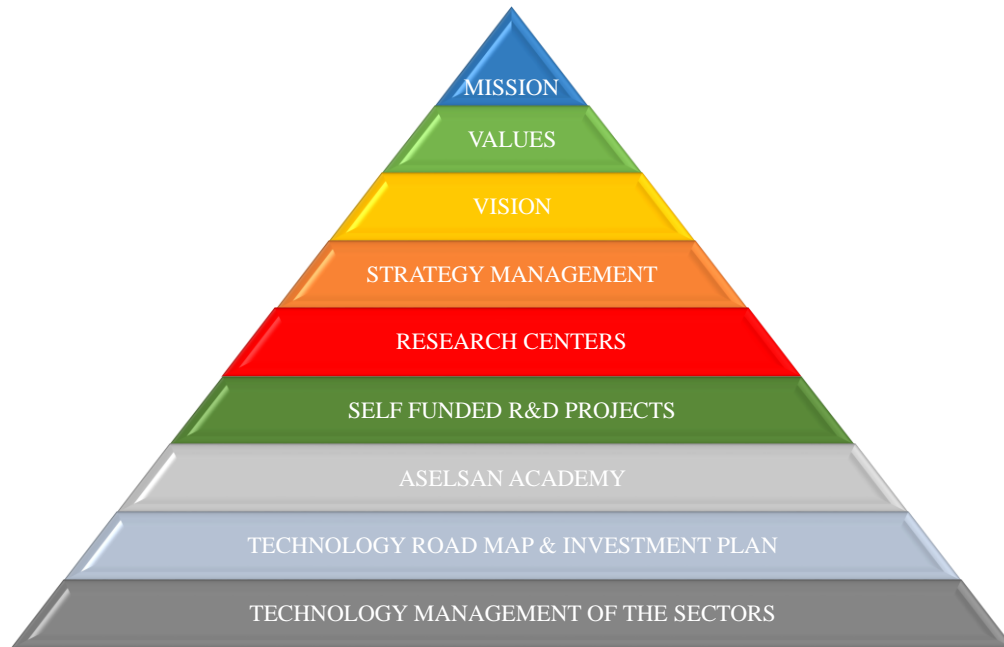 MISSION
VALUES
VISION
STRATEGY MANAGEMENT
RESEARCH CENTERS
SELF FUNDED R&D PROJECTS
ASELSAN ACADEMY
TECHNOLOGY ROAD MAP & INVESTMENT PLAN
TECHNOLOGY MANAGEMENT OF THE SECTORS